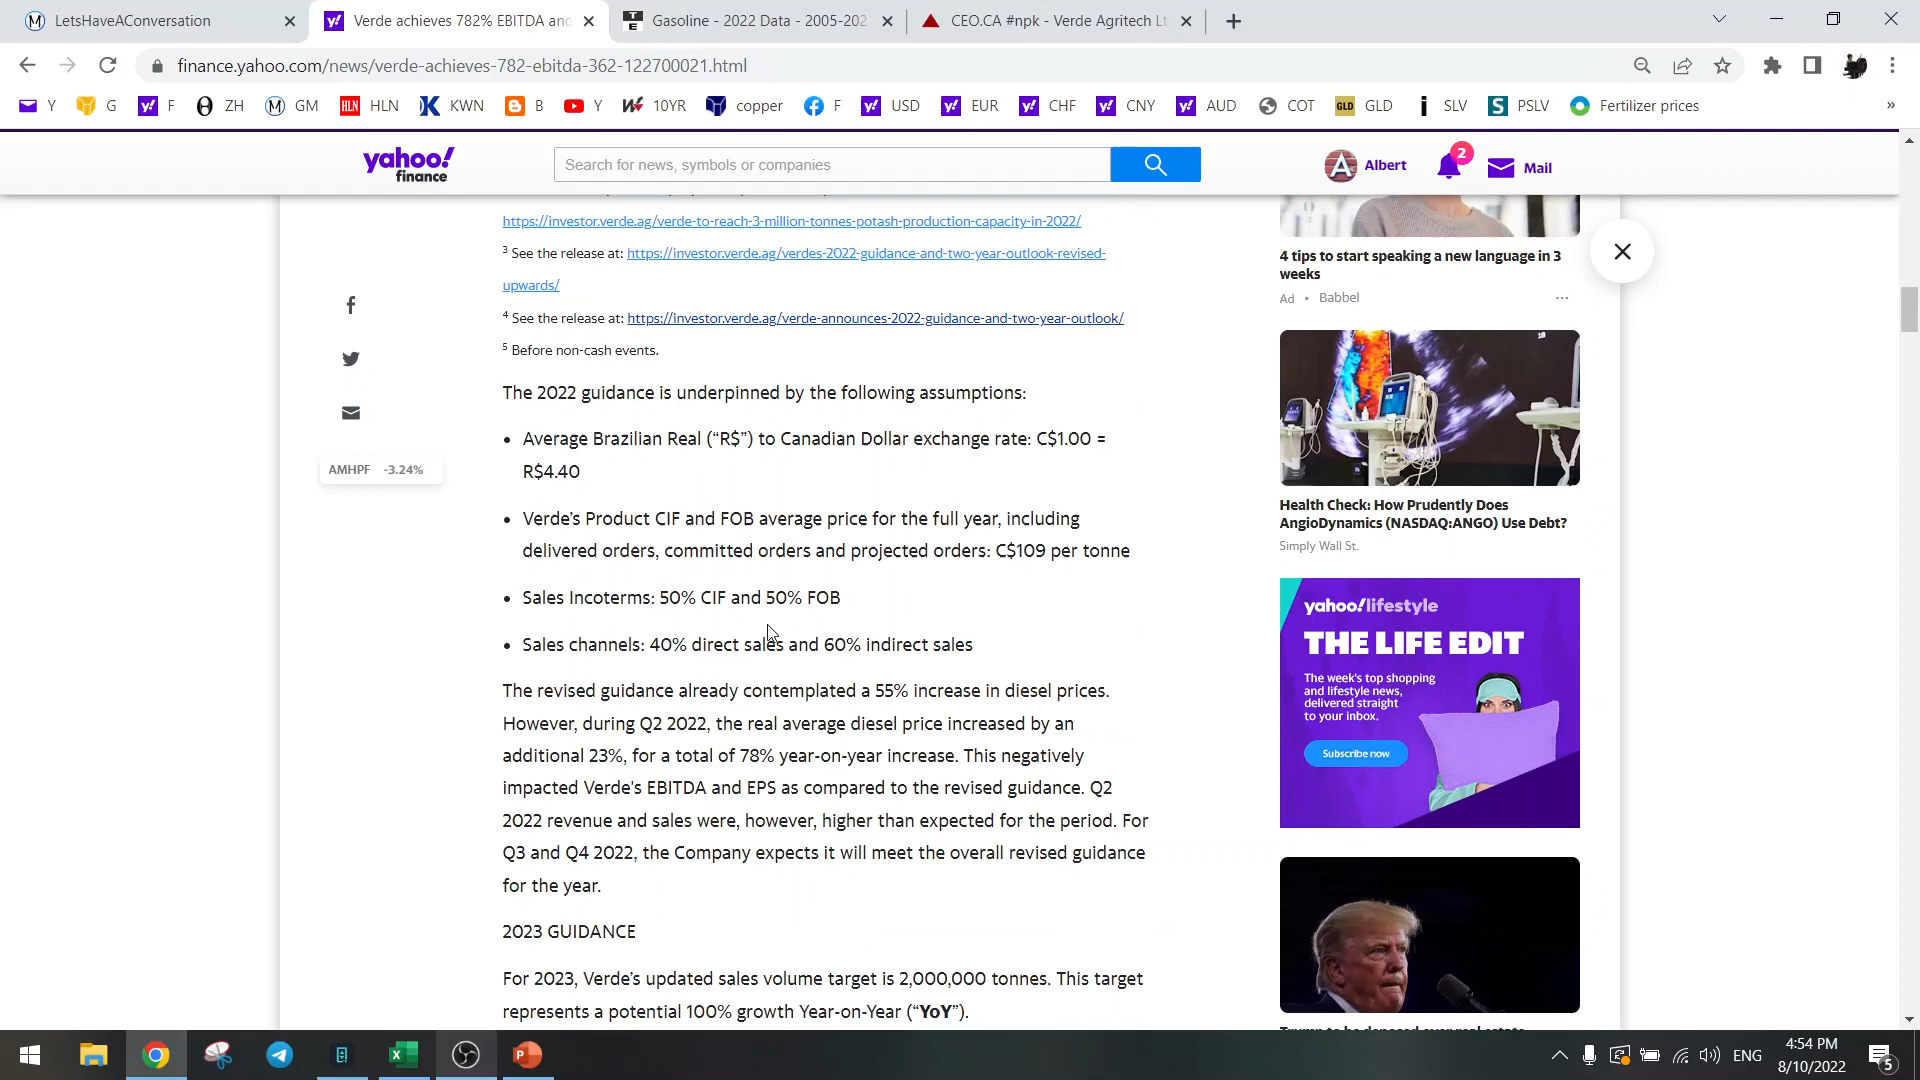 LetsHaveAConversation
Verde achieves 782% EBITDA and
Gasoline - 2022 Data - 2005-202
CEO.CA #npk - Verde Agritech Lt
finance.yahoo.com/news/verde-achieves-782-ebitda-362-122700021.html
Y G F ZH GM HLN KWN B Y 10YR copper F USD EUR CHF CNY AUD COT GLD SLV PSLV Fertilizer prices »
yahoo!
finance
Search for news, symbols or companies
Albert
2
Mail
https://investor.verde.ag/verde-to-reach-3-million-tonnes-potash-production-capacity-in-2022/
3 See the release at: https://investor.verde.ag/verdes-2022-guidance-and-two-year-outlook-revised-
upwards/
4 See the release at: https://investor.verde.ag/verde-announces-2022-guidance-and-two-year-outlook/
5 Before non-cash events.
The 2022 guidance is underpinned by the following assumptions:
• Average Brazilian Real (“R$”) to Canadian Dollar exchange rate: C$1.00 =
R$4.40
• Verde’s Product CIF and FOB average price for the full year, including
delivered orders, committed orders and projected orders: C$109 per tonne
• Sales Incoterms: 50% CIF and 50% FOB
• Sales channels: 40% direct sales and 60% indirect sales
The revised guidance already contemplated a 55% increase in diesel prices.
However, during Q2 2022, the real average diesel price increased by an
additional 23%, for a total of 78% year-on-year increase. This negatively
impacted Verde's EBITDA and EPS as compared to the revised guidance. Q2
2022 revenue and sales were, however, higher than expected for the period. For
Q3 and Q4 2022, the Company expects it will meet the overall revised guidance
for the year.
2023 GUIDANCE
For 2023, Verde’s updated sales volume target is 2,000,000 tonnes. This target
represents a potential 100% growth Year-on-Year (“YoY”).
AMHPF -3.24%
4 tips to start speaking a new language in 3
weeks
Ad • Babbel
Health Check: How Prudently Does
AngioDynamics (NASDAQ:ANGO) Use Debt?
Simply Wall St.
yahoo!lifestyle
THE LIFE EDIT
The week's top shopping
and lifestyle news,
delivered straight
to your inbox.
Subscribe now
ENG
4:54 PM
8/10/2022
5